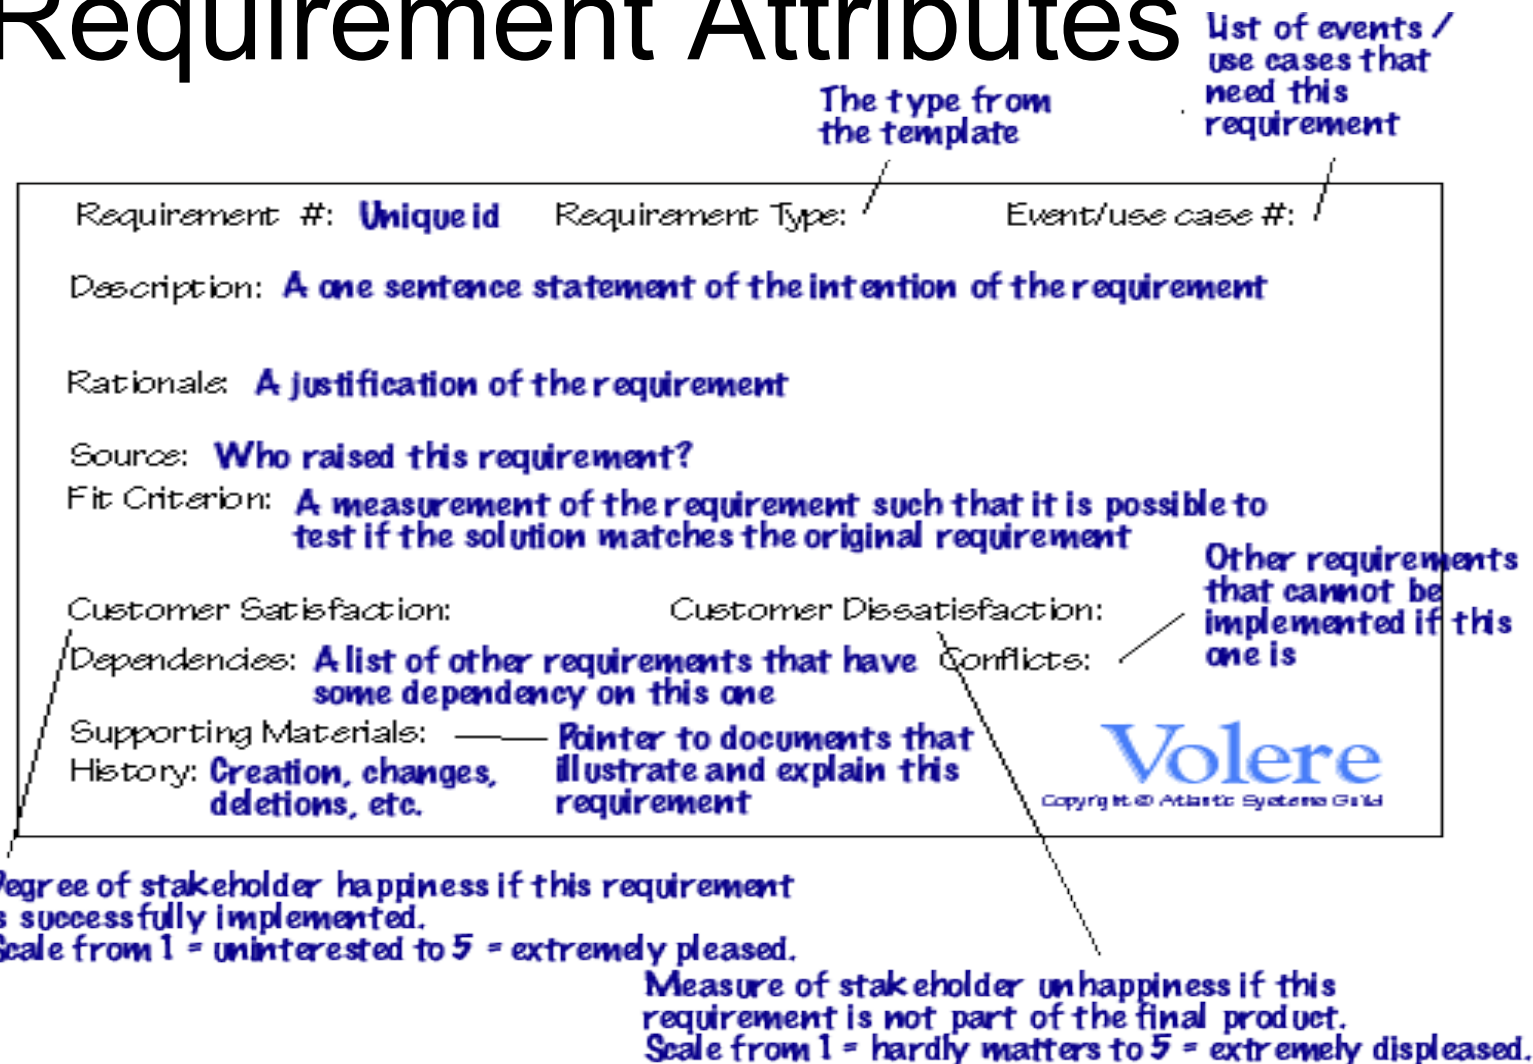 Requirement Attributes
List of events /
use cases that
need this
requirement
The type from
the template
Requirement #: Unique id Requirement Type: Event/use case #:
Description: A one sentence statement of the intention of the requirement
Rationale: A justification of the requirement
Source: Who raised this requirement?
Fit Criterion: A measurement of the requirement such that it is possible to
test if the solution matches the original requirement
Other requirements
that cannot be
implemented if this
one is
Customer Satisfaction: Customer Dissatisfaction:
Dependencies: A list of other requirements that have Conflicts:
some dependency on this one
Supporting Materials: Pointer to documents that
illustrate and explain this
requirement
History: Creation, changes,
deletions, etc.
Volere
Copyright © Atlantic Systems Guild
Degree of stakeholder happiness if this requirement
is successfully implemented.
Scale from 1 = uninterested to 5 = extremely pleased.
Measure of stakeholder unhappiness if this
requirement is not part of the final product.
Scale from 1 = hardly matters to 5 = extremely displeased